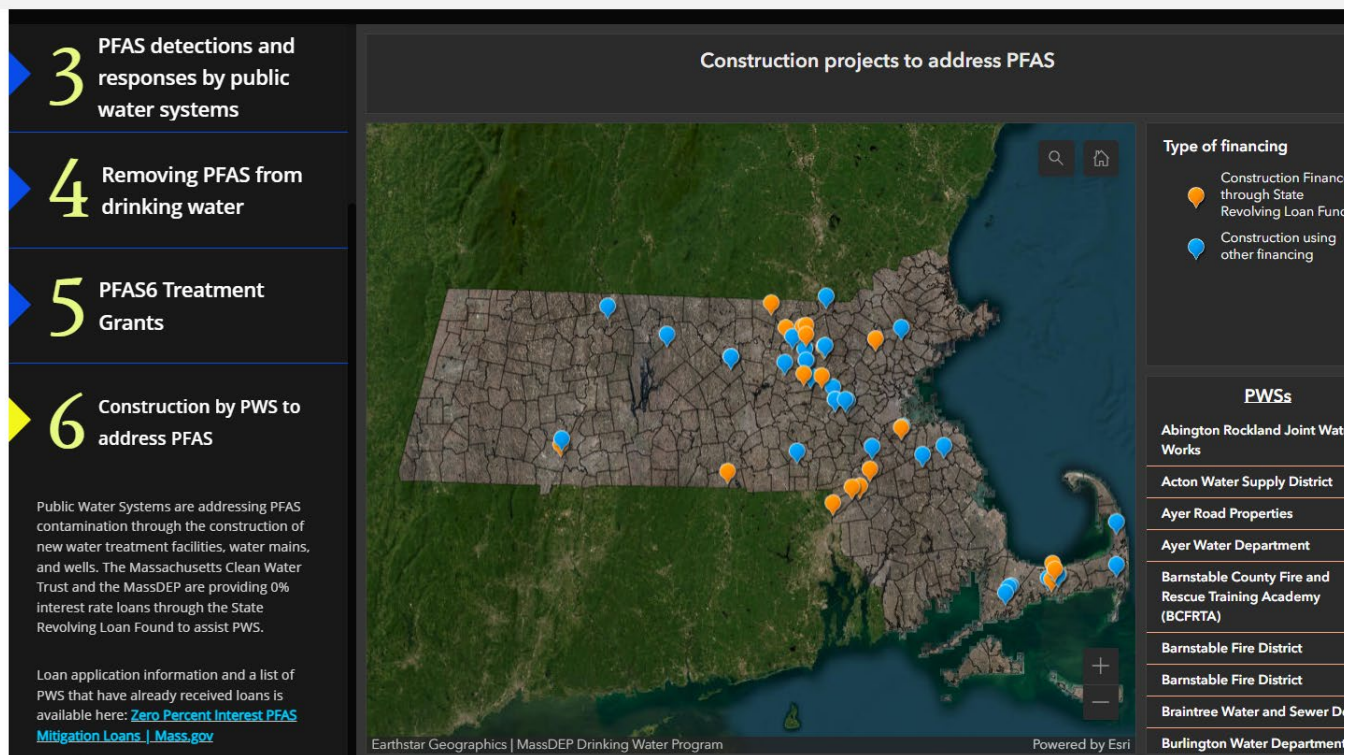 3
PFAS detections and
responses by public
water systems
4
Removing PFAS from
drinking water
5
PFAS6 Treatment
Grants
6
Construction by PWS to
address PFAS
Public Water Systems are addressing PFAS
contamination through the construction of
new water treatment facilities, water mains,
and wells. The Massachusetts Clean Water
Trust and the MassDEP are providing 0%
interest rate loans through the State
Revolving Loan Found to assist PWS.
Loan application information and a list of
PWS that have already received loans is
available here: Zero Percent Interest PFAS
Mitigation Loans | Mass.gov
Construction projects to address PFAS
Earthstar Geographics | MassDEP Drinking Water Program
Powered by Esri
Type of financing
Construction Financ
through State
Revolving Loan Fund
Construction using
other financing
PWSs
Abington Rockland Joint Wat
Works
Acton Water Supply District
Ayer Road Properties
Ayer Water Department
Barnstable County Fire and
Rescue Training Academy
(BCFRTA)
Barnstable Fire District
Barnstable Fire District
Braintree Water and Sewer De
Burlington Water Department